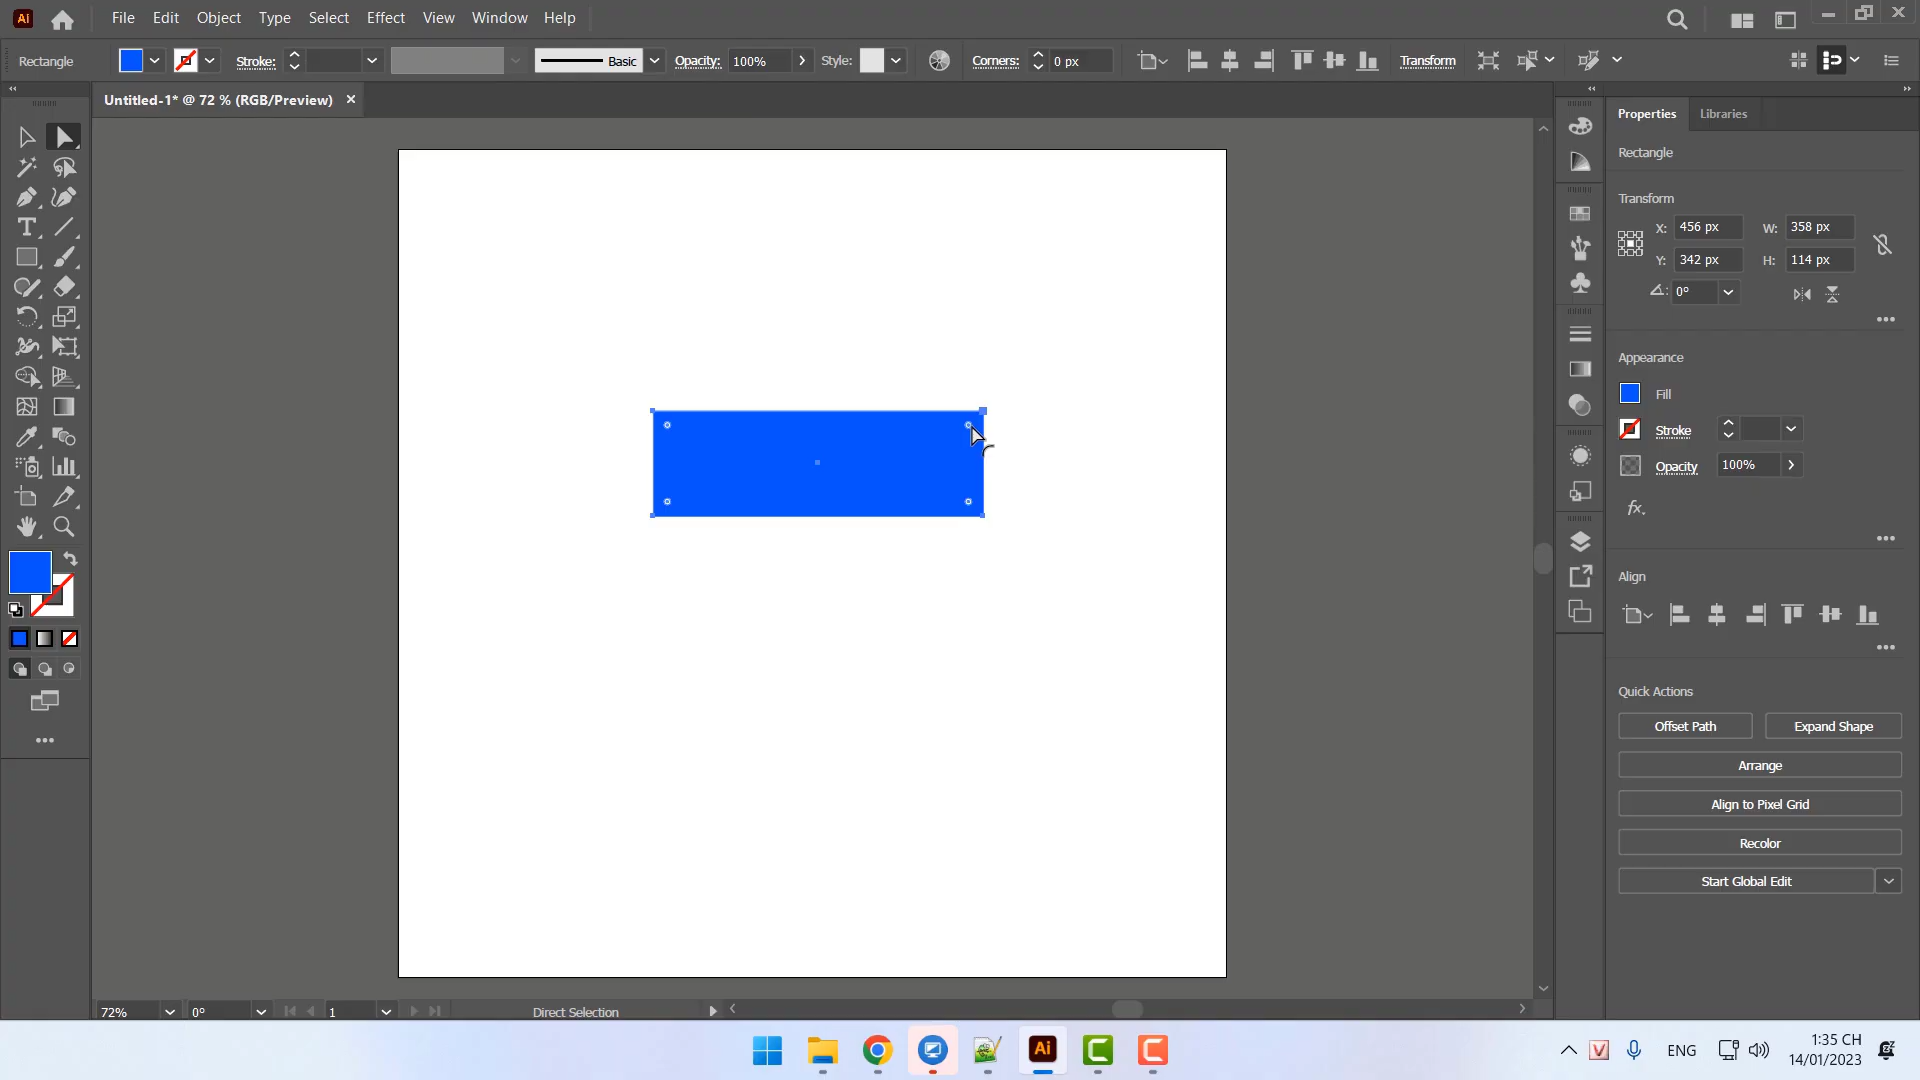 Ai File Edit Object Type Select Effect View Window Help
Rectangle Stroke: Basic Opacity: 100% Style: Corners: 0 px Transform
Untitled-1* @ 72 % (RGB/Preview) ×
Properties Libraries
Rectangle
Transform
X: 456 px W: 358 px
Y: 342 px H: 114 px
0°
Appearance
Fill
Stroke
Opacity 100%
fx.
Align
Quick Actions
Offset Path Expand Shape
Arrange
Align to Pixel Grid
Recolor
Start Global Edit
72% 0° 1 Direct Selection
Ai C C V ENG 1:35 CH
14/01/2023